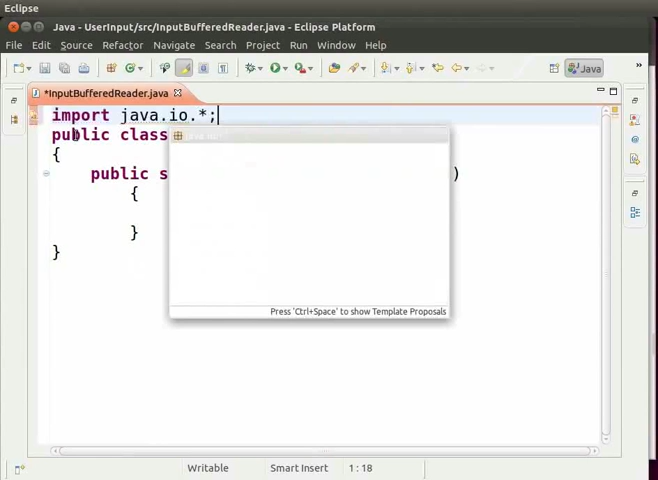 Eclipse
Java - UserInput/src/InputBufferedReader.java - Eclipse Platform
File Edit Source Refactor Navigate Search Project Run Window Help
Java
*InputBufferedReader.java
import java.io.*;
public class
{
public s )
{
}
}
Press 'Ctrl+Space' to show Template Proposals
Writable Smart Insert 1 : 18